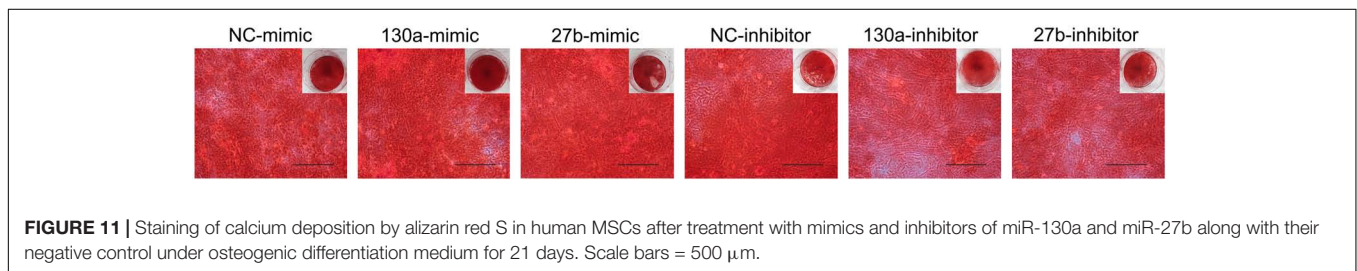 NC-mimic 130a-mimic 27b-mimic NC-inhibitor 130a-inhibitor 27b-inhibitor
FIGURE 11 | Staining of calcium deposition by alizarin red S in human MSCs after treatment with mimics and inhibitors of miR-130a and miR-27b along with their
negative control under osteogenic differentiation medium for 21 days. Scale bars = 500 μm.